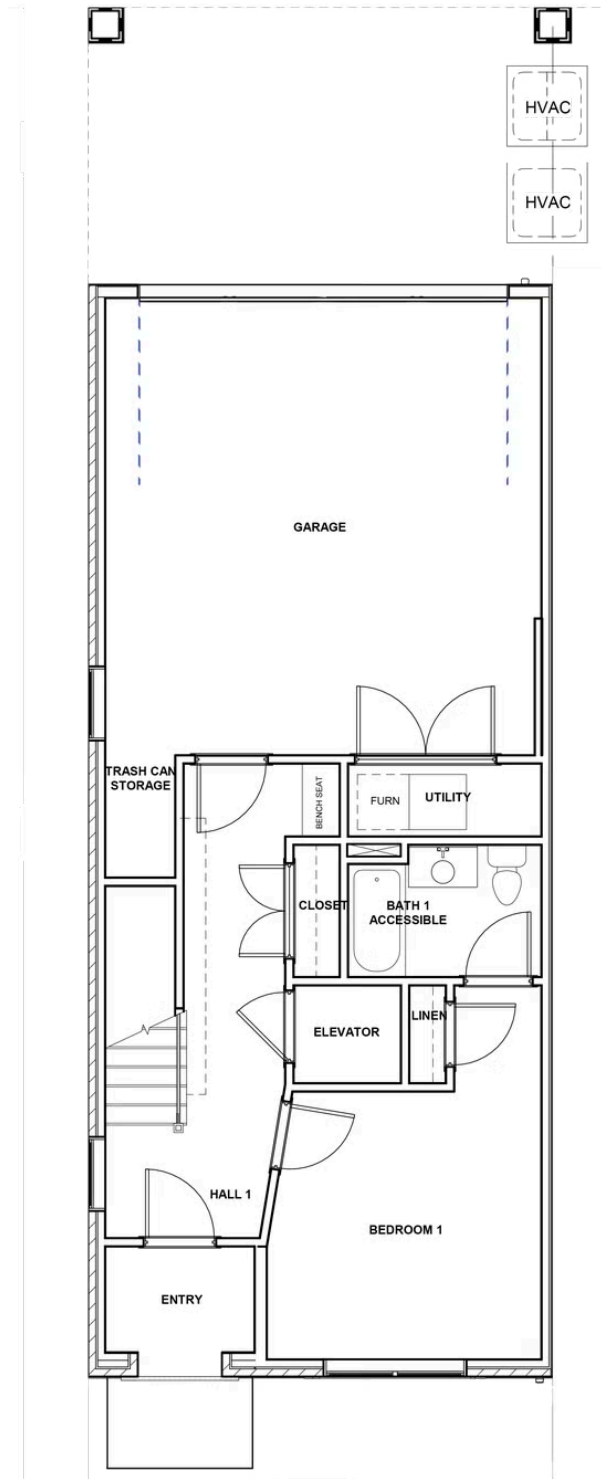 HVAC
HVAC
GARAGE
TRASH CAN
STORAGE
BENCH SEAT
FURN
UTILITY
CLOSET
BATH 1
ACCESSIBLE
ELEVATOR
LINEN
HALL 1
BEDROOM 1
ENTRY